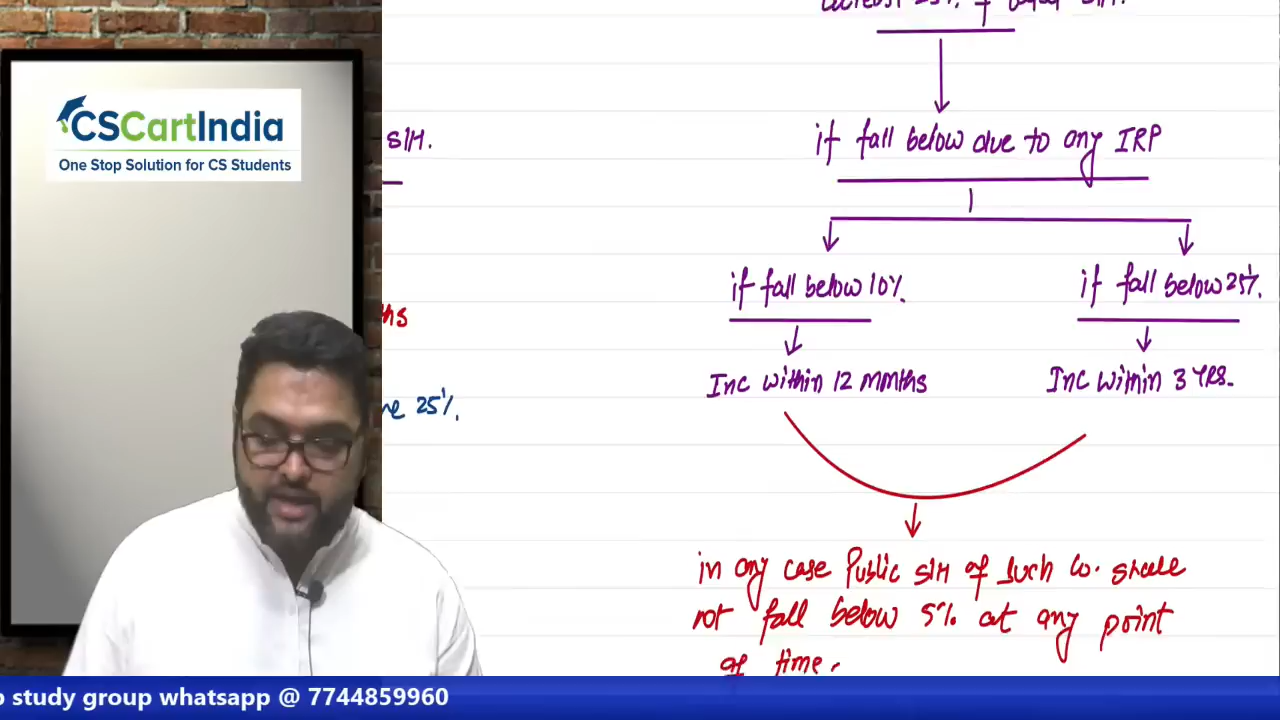 CSCartIndia
One Stop Solution for CS Students
SIH.
if fall below due to any IRP
if fall below 10%.
if fall below 25%.
Inc within 12 months
Inc within 3 YRS.
25%.
in any case Public SIH of such Co. shall
not fall below 5% at any point
of time.
study group whatsapp @ 7744859960